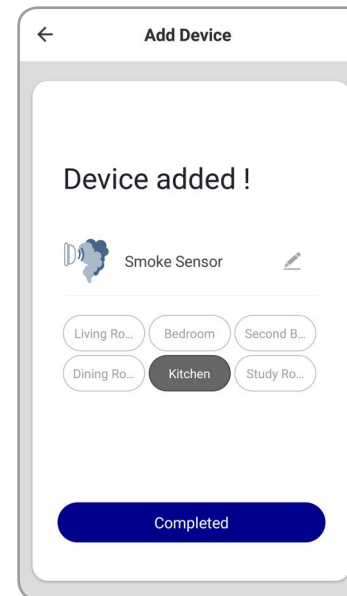 Add Device
Device added !
Smoke Sensor
Living Ro... Bedroom Second B...
Dining Ro... Kitchen Study Ro...
Completed